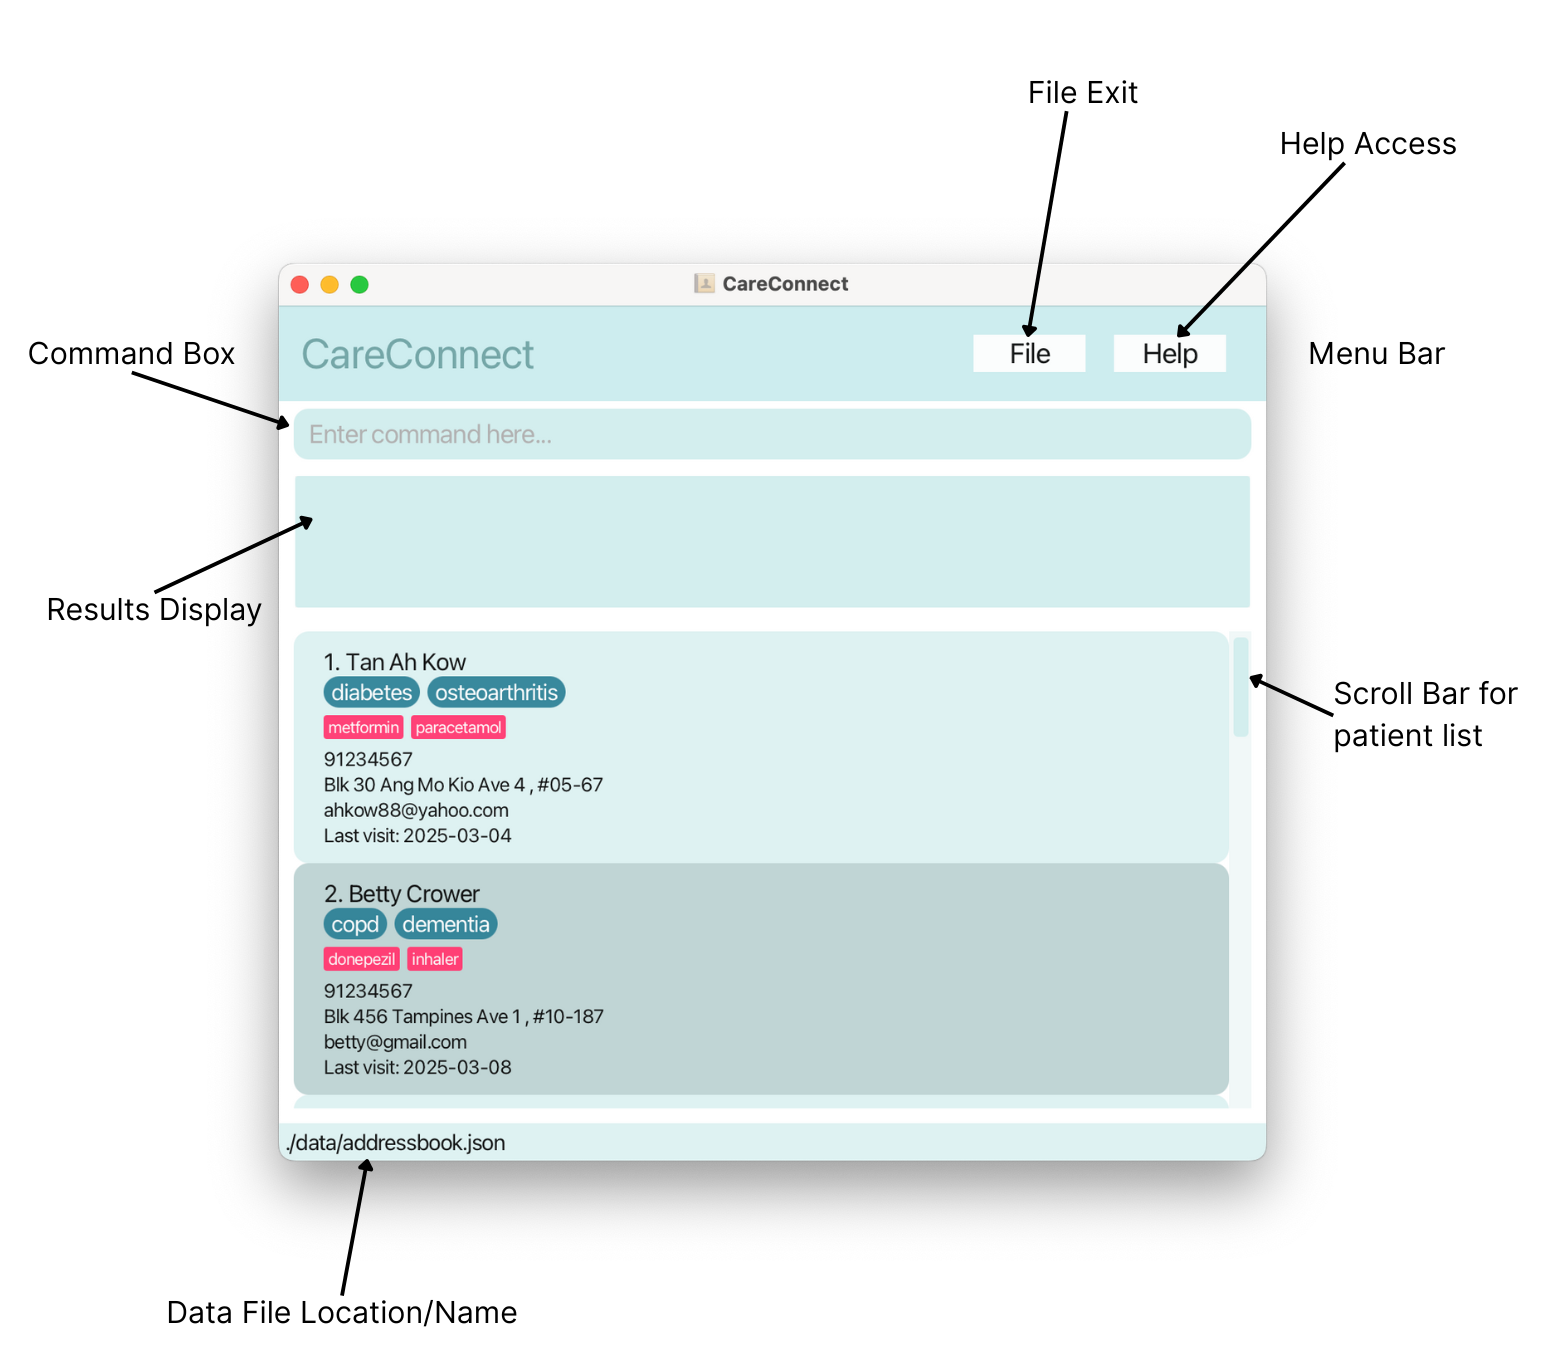 File Exit
Help Access
CareConnect
Command Box
CareConnect
File
Help
Menu Bar
Enter command here...
Results Display
1. Tan Ah Kow
diabetes osteoarthritis
metformin paracetamol
91234567
Blk 30 Ang Mo Kio Ave 4 , #05-67
ahkow88@yahoo.com
Last visit: 2025-03-04
Scroll Bar for
patient list
2. Betty Crower
copd dementia
donepezil inhaler
91234567
Blk 456 Tampines Ave 1 , #10-187
betty@gmail.com
Last visit: 2025-03-08
./data/addressbook.json
Data File Location/Name